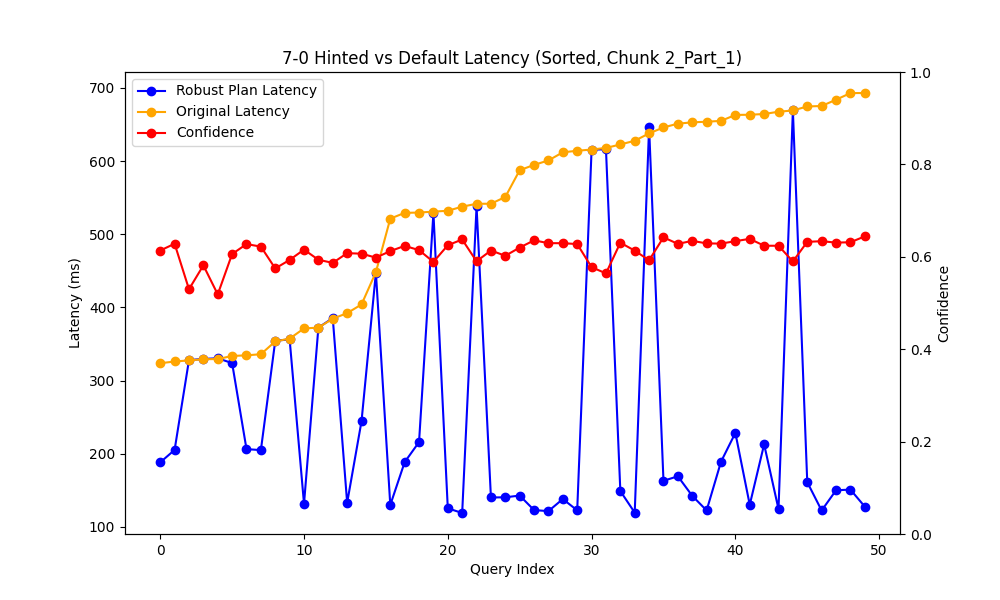 7-0 Hinted vs Default Latency (Sorted, Chunk 2_Part_1)
Robust Plan Latency
Original Latency
Confidence
Latency (ms)
700
600
500
400
300
200
100
1.0
0.8
0.6
0.4
0.2
0.0
Confidence
0 10 20 30 40 50
Query Index